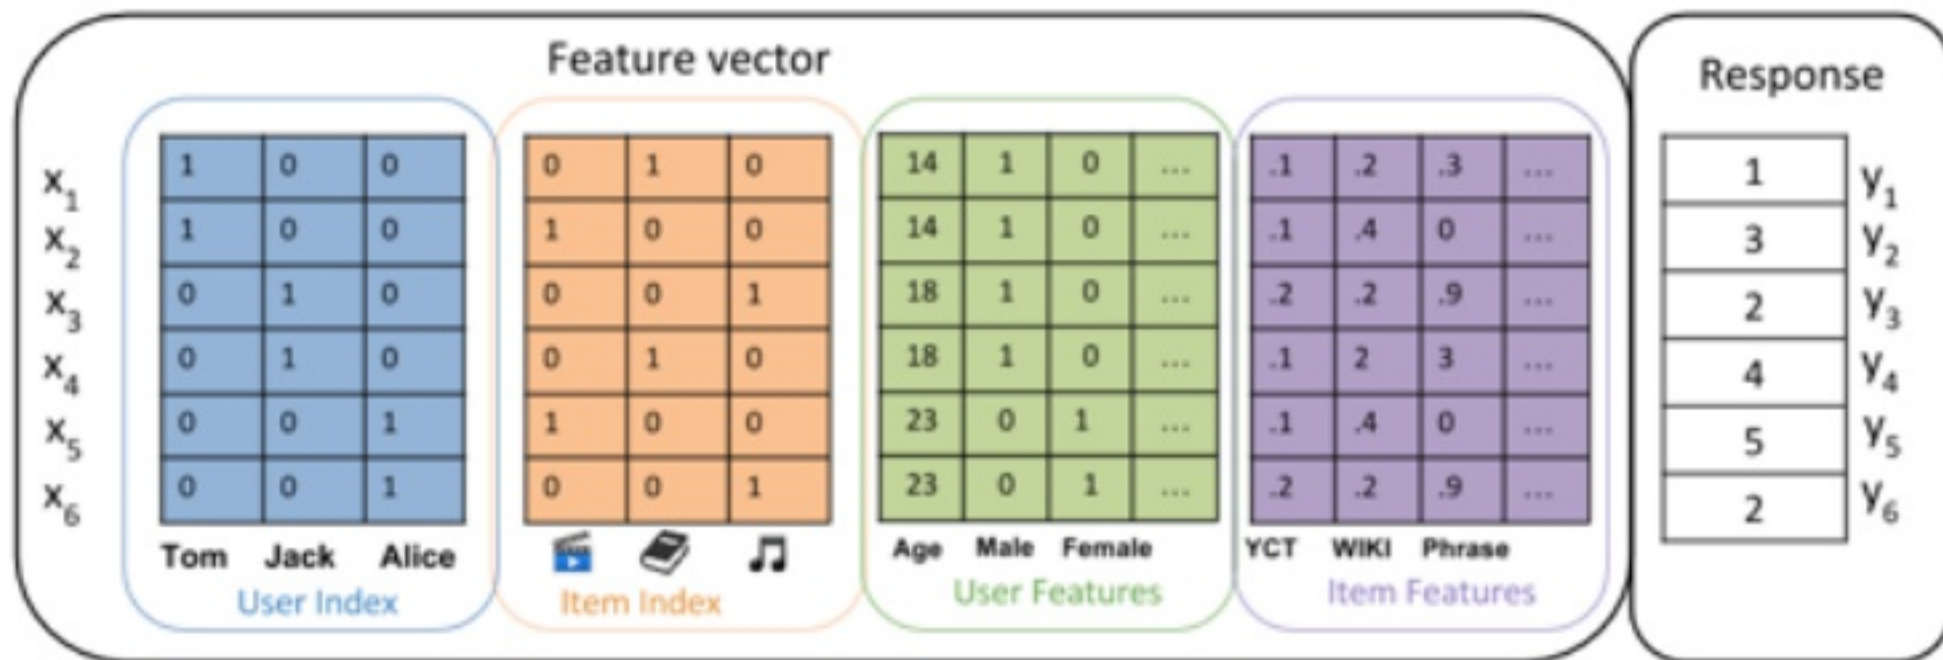 Feature vector
Response
x1 1 0 0 0 1 0 14 1 0 ... .1 .2 .3 ... 1 y1
x2 1 0 0 1 0 0 14 1 0 ... .1 .4 0 ... 3 y2
x3 0 1 0 0 0 1 18 1 0 ... .2 .2 .9 ... 2 y3
x4 0 1 0 0 1 0 18 1 0 ... .1 2 3 ... 4 y4
x5 0 0 1 1 0 0 23 0 1 ... .1 .4 0 ... 5 y5
x6 0 0 1 0 0 1 23 0 1 ... .2 .2 .9 ... 2 y6
Tom Jack Alice Age Male Female YCT WIKI Phrase
User Index Item Index User Features Item Features